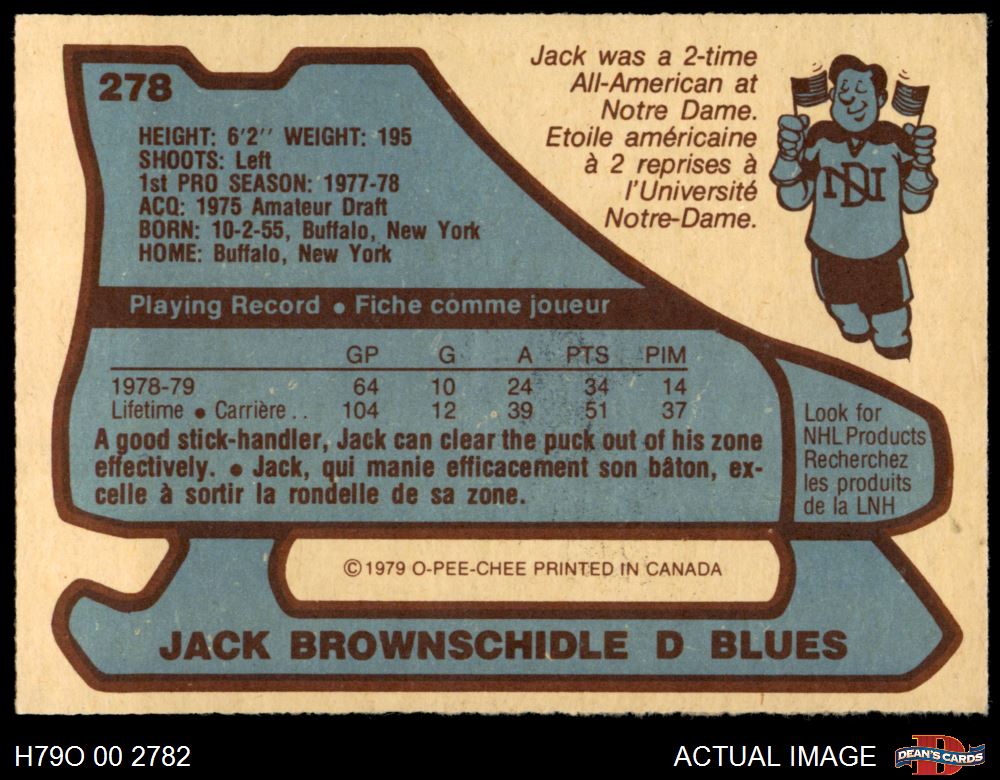 278
HEIGHT: 6'2'' WEIGHT: 195
SHOOTS: Left
1st PRO SEASON: 1977-78
ACQ: 1975 Amateur Draft
BORN: 10-2-55, Buffalo, New York
HOME: Buffalo, New York
Jack was a 2-time
All-American at
Notre Dame.
Etoile américaine
à 2 reprises à
l'Université
Notre-Dame.
ND
Playing Record • Fiche comme joueur
GP G A PTS PIM
1978-79 64 10 24 34 14
Lifetime • Carrière .. 104 12 39 51 37
A good stick-handler, Jack can clear the puck out of his zone
effectively. • Jack, qui manie efficacement son bâton, ex-
celle à sortir la rondelle de sa zone.
Look for
NHL Products
Recherchez
les produits
de la LNH
© 1979 O-PEE-CHEE PRINTED IN CANADA
JACK BROWNSCHIDLE D BLUES
H79O 00 2782
ACTUAL IMAGE
D
DEAN'S CARDS